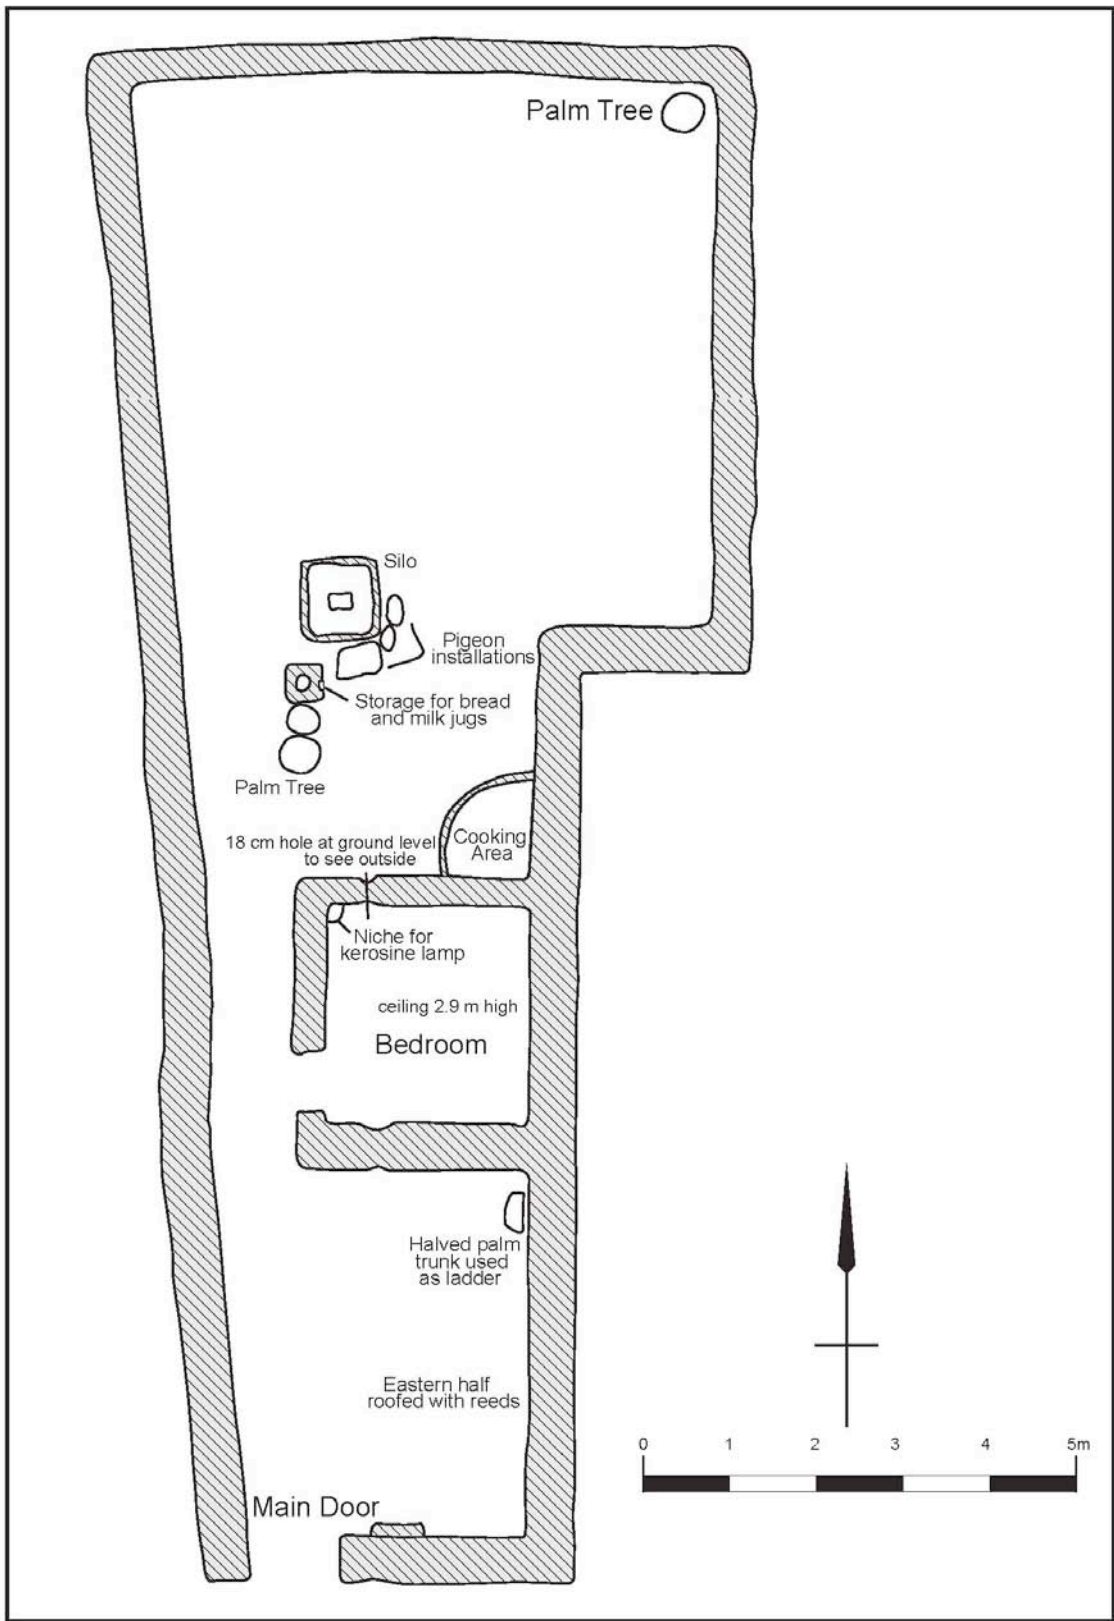 Palm Tree
Silo
Pigeon
installations
Storage for bread
and milk jugs
Palm Tree
18 cm hole at ground level
to see outside
Cooking
Area
Niche for
kerosine lamp
ceiling 2.9 m high
Bedroom
Halved palm
trunk used
as ladder
Eastern half
roofed with reeds
Main Door
0 1 2 3 4 5m